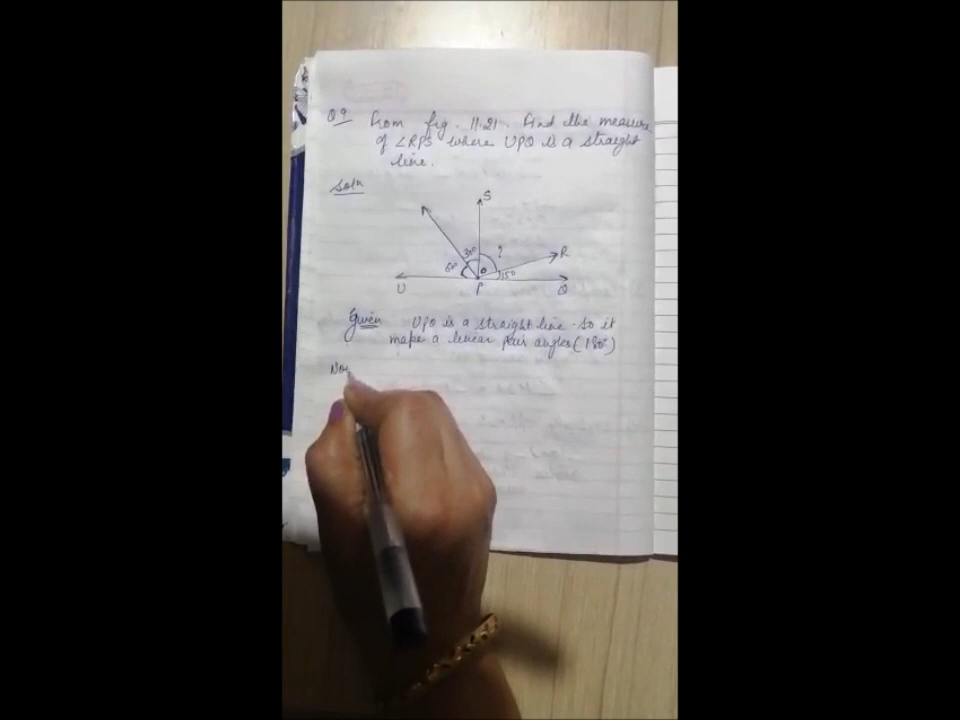 Q9 From fig. 11.21. Find the measure
of ∠RPS where UPQ is a straight
line.
Soln
S
30° ? R
60° 15°
U P Q
Given UPQ is a straight line. So it
make a linear pair angles (180°)
Now